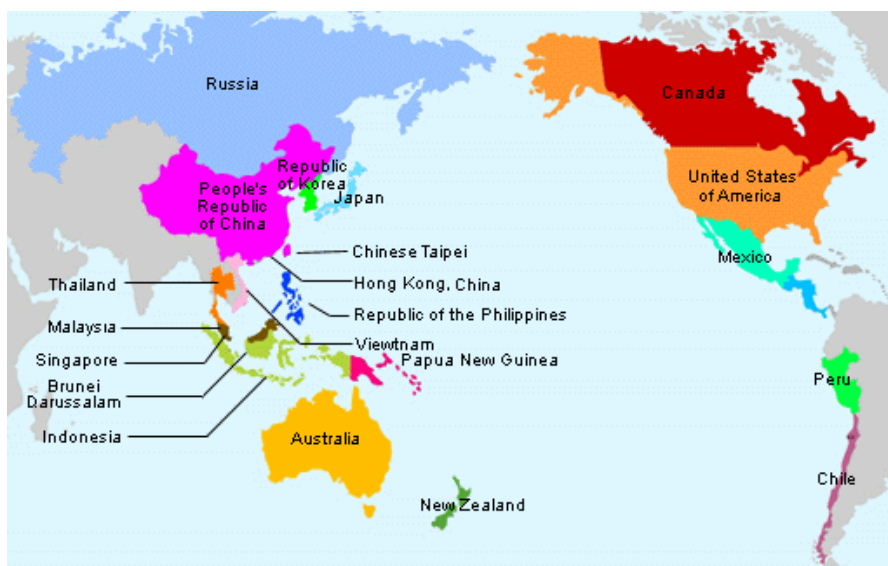 Russia
Canada
Republic
of Korea
People's
Republic
of China
Japan
United States
of America
Chinese Taipei
Mexico
Thailand
Hong Kong, China
Republic of the Philippines
Malaysia
Viewtnam
Singapore
Papua New Guinea
Brunei
Darussalam
Peru
Indonesia
Australia
Chile
New Zealand